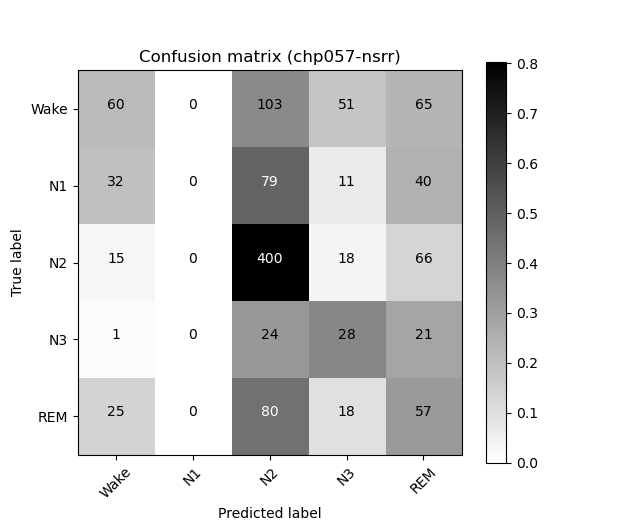 Confusion matrix (chp057-nsrr)
True label
Wake 60 0 103 51 65
N1 32 0 79 11 40
N2 15 0 400 18 66
N3 1 0 24 28 21
REM 25 0 80 18 57
Wake N1 N2 N3 REM
Predicted label
0.8
0.7
0.6
0.5
0.4
0.3
0.2
0.1
0.0